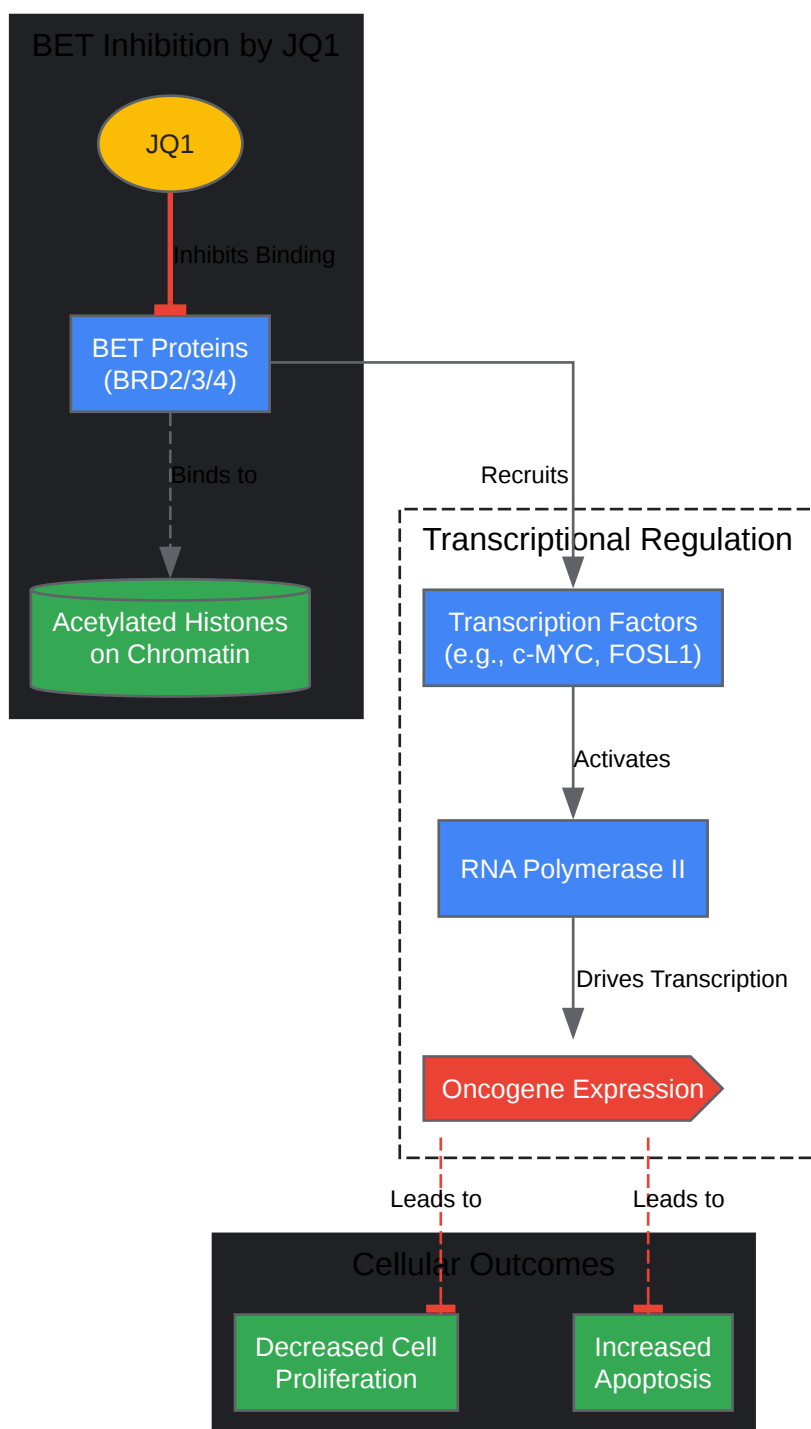 BET Inhibition by JQ1
JQ1
Inhibits Binding
BET Proteins
(BRD2/3/4)
Binds to
Recruits
Acetylated Histones
on Chromatin
Transcriptional Regulation
Transcription Factors
(e.g., c-MYC, FOSL1)
Activates
RNA Polymerase II
Drives Transcription
Oncogene Expression
Leads to
Leads to
Cellular Outcomes
Decreased Cell
Proliferation
Increased
Apoptosis